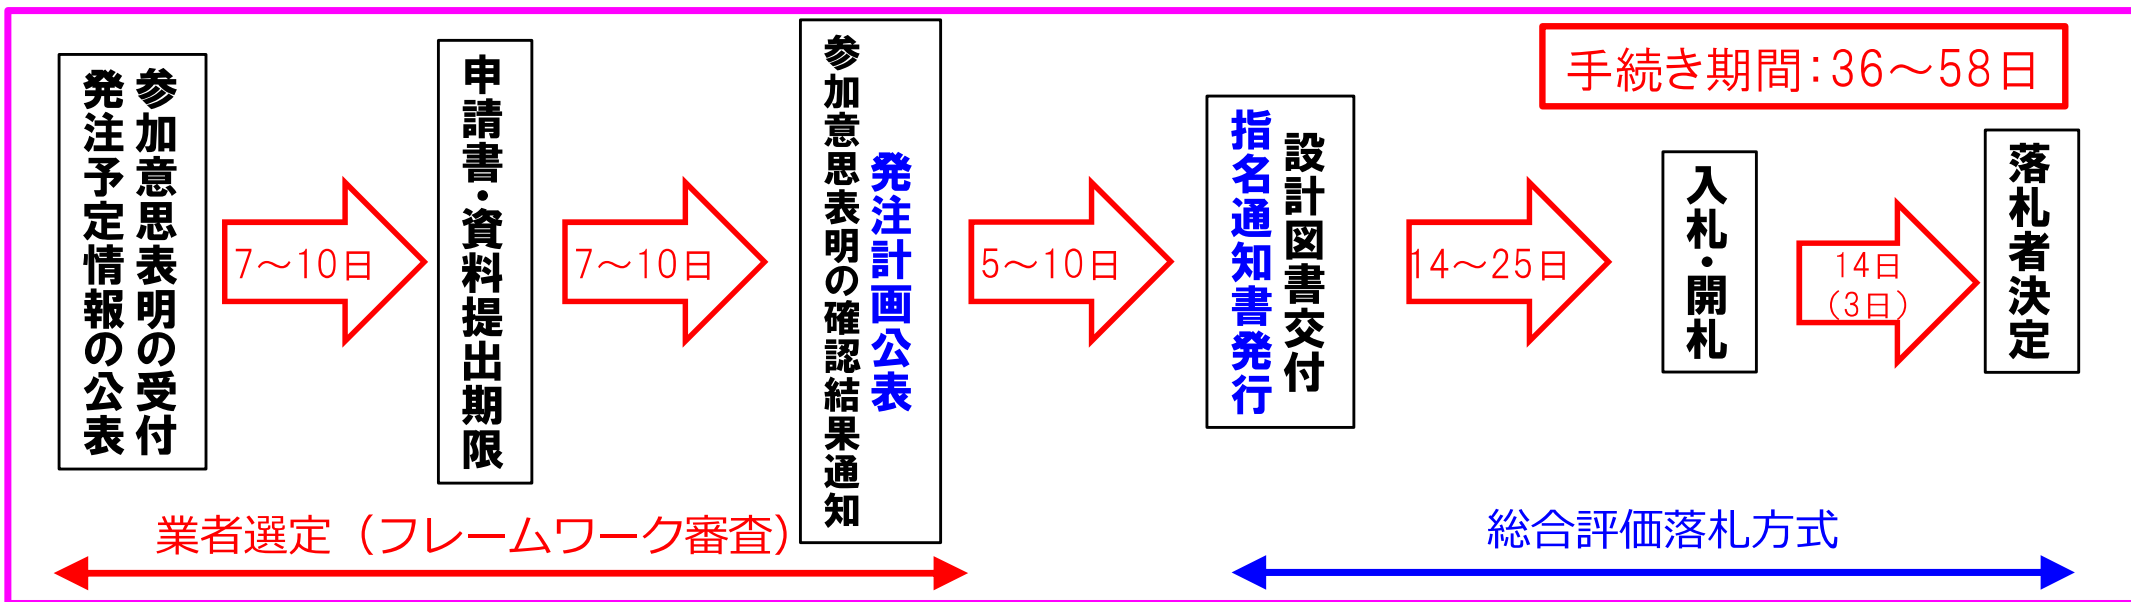 手続き期間：36～58日
参加意思表明の受付
発注予定情報の公表
7～10日
申請書・資料提出期限
7～10日
発注計画公表
参加意思表明の確認結果通知
5～10日
設計図書交付
指名通知書発行
14～25日
入札・開札
14日
（3日）
落札者決定
業者選定（フレームワーク審査）
総合評価落札方式